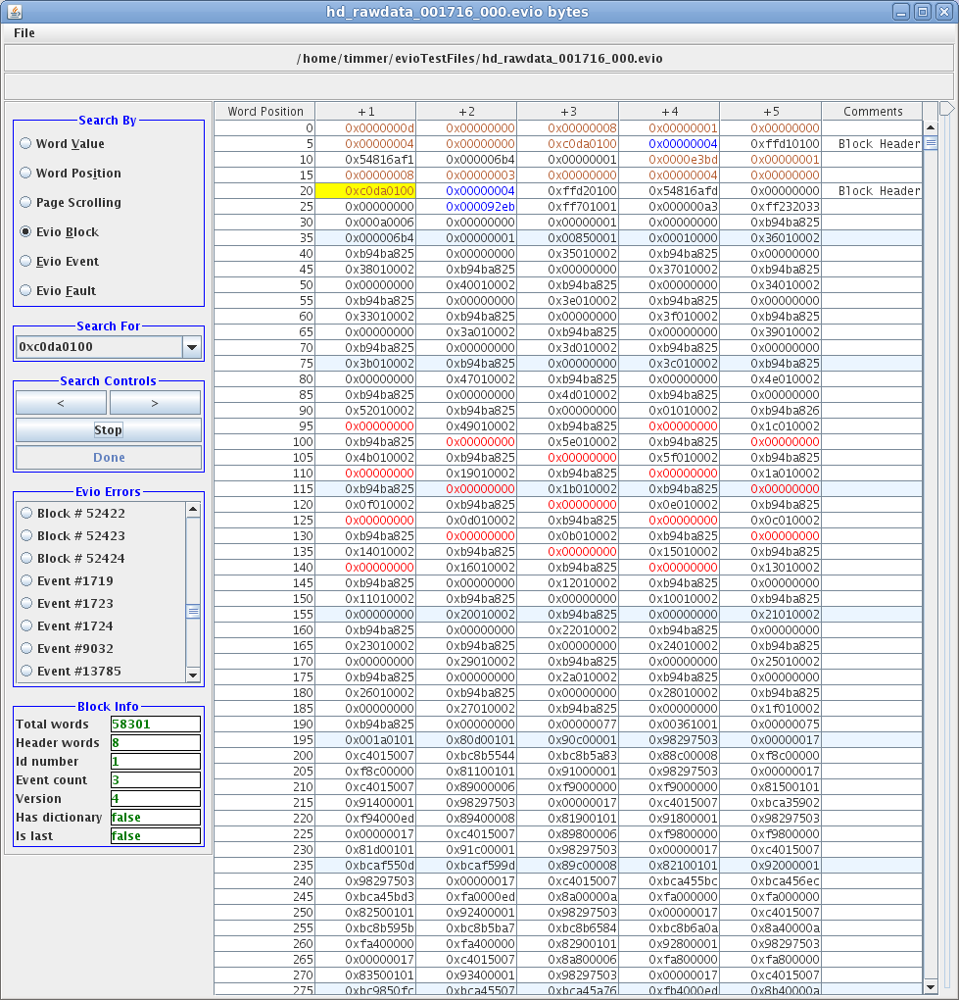 hd_rawdata_001716_000.evio bytes
File
/home/timmer/evioTestFiles/hd_rawdata_001716_000.evio
Search By
Word Value
Word Position
Page Scrolling
Evio Block
Evio Event
Evio Fault
Search For
0xc0da0100
Search Controls
< >
Stop
Done
Evio Errors
Block # 52422
Block # 52423
Block # 52424
Event #1719
Event #1723
Event #1724
Event #9032
Event #13785
Block Info
Total words 58301
Header words 8
Id number 1
Event count 3
Version 4
Has dictionary false
Is last false
Word Position +1 +2 +3 +4 +5 Comments
0 0x0000000d 0x00000000 0x00000008 0x00000001 0x00000000
5 0x00000004 0x00000000 0xc0da0100 0x00000004 0xffd10100 Block Header
10 0x54816af1 0x000006b4 0x00000001 0x0000e3bd 0x00000001
15 0x00000008 0x00000003 0x00000000 0x00000004 0x00000000
20 0xc0da0100 0x00000004 0xffd20100 0x54816afd 0x00000000 Block Header
25 0x00000000 0x000092eb 0xff701001 0x000000a3 0xff232033
30 0x000a0006 0x00000000 0x00000001 0x00000000 0xb94ba825
35 0x000006b4 0x00000001 0x00850001 0x00010000 0x36010002
40 0xb94ba825 0x00000000 0x35010002 0xb94ba825 0x00000000
45 0x38010002 0xb94ba825 0x00000000 0x37010002 0xb94ba825
50 0x00000000 0x40010002 0xb94ba825 0x00000000 0x34010002
55 0xb94ba825 0x00000000 0x3e010002 0xb94ba825 0x00000000
60 0x33010002 0xb94ba825 0x00000000 0x3f010002 0xb94ba825
65 0x00000000 0x3a010002 0xb94ba825 0x00000000 0x39010002
70 0xb94ba825 0x00000000 0x3d010002 0xb94ba825 0x00000000
75 0x3b010002 0xb94ba825 0x00000000 0x3c010002 0xb94ba825
80 0x00000000 0x47010002 0xb94ba825 0x00000000 0x4e010002
85 0xb94ba825 0x00000000 0x4d010002 0xb94ba825 0x00000000
90 0x52010002 0xb94ba825 0x00000000 0x01010002 0xb94ba826
95 0x00000000 0x49010002 0xb94ba825 0x00000000 0x1c010002
100 0xb94ba825 0x00000000 0x5e010002 0xb94ba825 0x00000000
105 0x4b010002 0xb94ba825 0x00000000 0x5f010002 0xb94ba825
110 0x00000000 0x19010002 0xb94ba825 0x00000000 0x1a010002
115 0xb94ba825 0x00000000 0x1b010002 0xb94ba825 0x00000000
120 0x0f010002 0xb94ba825 0x00000000 0x0e010002 0xb94ba825
125 0x00000000 0x0d010002 0xb94ba825 0x00000000 0x0c010002
130 0xb94ba825 0x00000000 0x0b010002 0xb94ba825 0x00000000
135 0x14010002 0xb94ba825 0x00000000 0x15010002 0xb94ba825
140 0x00000000 0x16010002 0xb94ba825 0x00000000 0x13010002
145 0xb94ba825 0x00000000 0x12010002 0xb94ba825 0x00000000
150 0x11010002 0xb94ba825 0x00000000 0x10010002 0xb94ba825
155 0x00000000 0x20010002 0xb94ba825 0x00000000 0x21010002
160 0xb94ba825 0x00000000 0x22010002 0xb94ba825 0x00000000
165 0x23010002 0xb94ba825 0x00000000 0x24010002 0xb94ba825
170 0x00000000 0x29010002 0xb94ba825 0x00000000 0x25010002
175 0xb94ba825 0x00000000 0x2a010002 0xb94ba825 0x00000000
180 0x26010002 0xb94ba825 0x00000000 0x28010002 0xb94ba825
185 0x00000000 0x27010002 0xb94ba825 0x00000000 0x1f010002
190 0xb94ba825 0x00000000 0x00000077 0x00361001 0x00000075
195 0x001a0101 0x80d00101 0x90c00001 0x98297503 0x00000017
200 0xc4015007 0xbc8b5544 0xbc8b5a83 0x88c00008 0xf8c00000
205 0xf8c00000 0x81100101 0x91000001 0x98297503 0x00000017
210 0xc4015007 0x89000006 0xf9000000 0xf9000000 0x81500101
215 0x91400001 0x98297503 0x00000017 0xc4015007 0xbca35902
220 0xf94000ed 0x89400008 0x81900101 0x91800001 0x98297503
225 0x00000017 0xc4015007 0x89800006 0xf9800000 0xf9800000
230 0x81d00101 0x91c00001 0x98297503 0x00000017 0xc4015007
235 0xbcaf550d 0xbcaf599d 0x89c00008 0x82100101 0x92000001
240 0x98297503 0x00000017 0xc4015007 0xbca455bc 0xbca456ec
245 0xbca45bd3 0xfa0000ed 0x8a00000a 0xfa000000 0xfa000000
250 0x82500101 0x92400001 0x98297503 0x00000017 0xc4015007
255 0xbc8b595b 0xbc8b5ba7 0xbc8b6584 0xbc8b6a0a 0x8a40000a
260 0xfa400000 0xfa400000 0x82900101 0x92800001 0x98297503
265 0x00000017 0xc4015007 0x8a800006 0xfa800000 0xfa800000
270 0x83500101 0x93400001 0x00000017 0x00000017 0xc4015007
275 0xbc9850fc 0xbca45507 0xbca45a76 0xfb4000ed 0x8b40000a